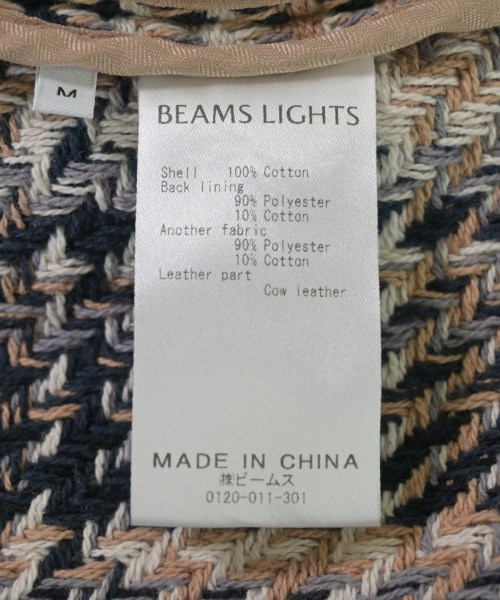 M
BEAMS LIGHTS
Shell 100% Cotton
Back lining
90% Polyester
10% Cotton
Another fabric
90% Polyester
10% Cotton
Leather part
Cow leather
MADE IN CHINA
㈱ビームス
0120-011-301